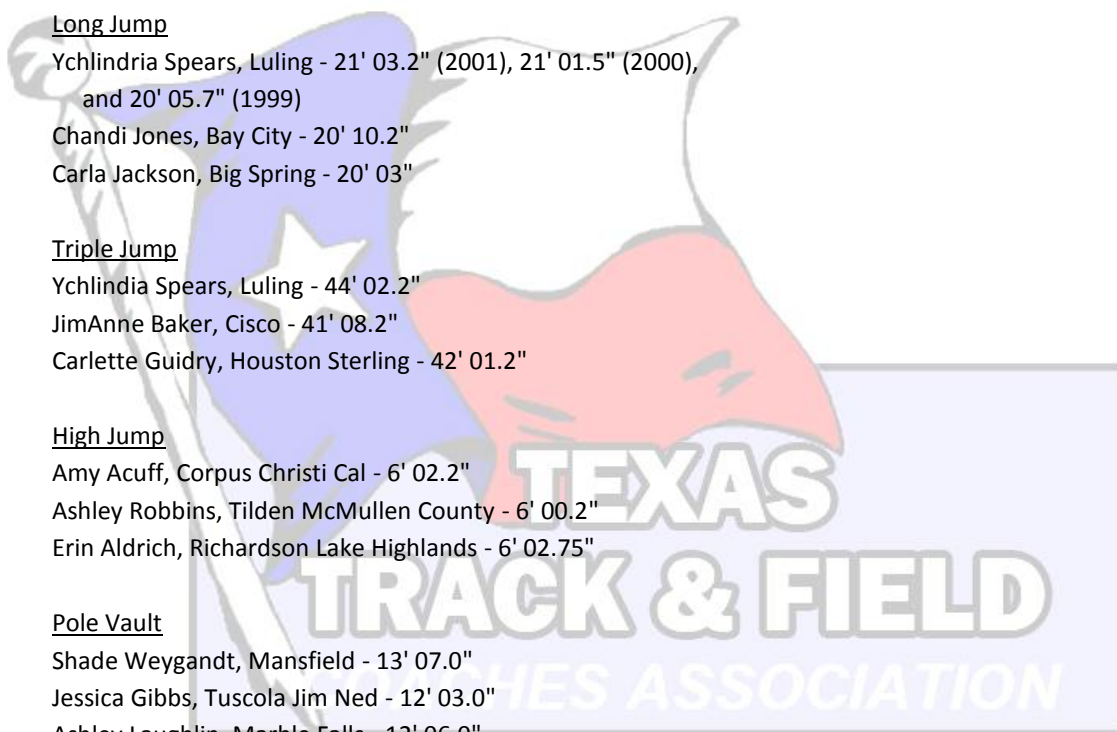 Long Jump
Ychlindria Spears, Luling - 21' 03.2" (2001), 21' 01.5" (2000),
and 20' 05.7" (1999)
Chandi Jones, Bay City - 20' 10.2"
Carla Jackson, Big Spring - 20' 03"
Triple Jump
Ychlindia Spears, Luling - 44' 02.2"
JimAnne Baker, Cisco - 41' 08.2"
Carlette Guidry, Houston Sterling - 42' 01.2"
High Jump
Amy Acuff, Corpus Christi Cal - 6' 02.2"
Ashley Robbins, Tilden McMullen County - 6' 00.2"
Erin Aldrich, Richardson Lake Highlands - 6' 02.75"
Pole Vault
Shade Weygandt, Mansfield - 13' 07.0"
Jessica Gibbs, Tuscola Jim Ned - 12' 03.0"
Ashley Laughlin, Marble Falls -
TEXAS
TRACK & FIELD
COACHES ASSOCIATION